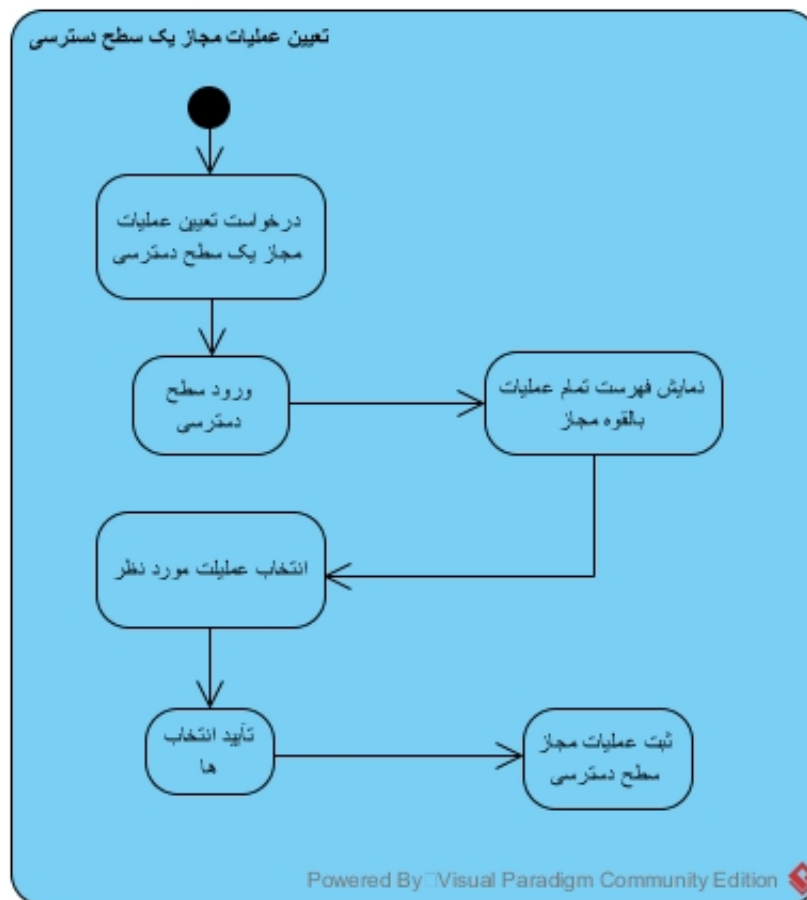 تعیین عملیات مجاز یک سطح دسترسی
درخواست تعیین عملیات
مجاز یک سطح دسترسی
ورود سطح
دسترسی
نمایش فهرست تمام عملیات
بالقوه مجاز
انتخاب عملیلت مورد نظر
تأیید انتخاب
ها
ثبت عملیات مجاز
سطح دسترسی
Powered By Visual Paradigm Community Edition